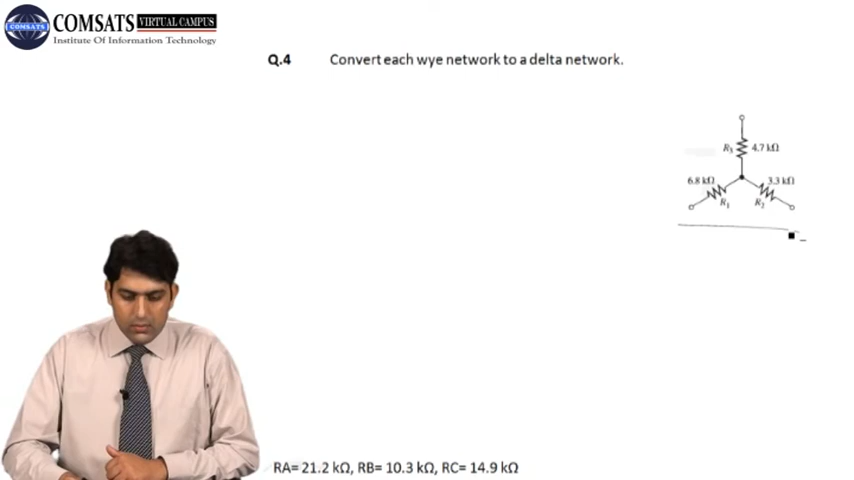 COMSATS
COMSATS VIRTUAL CAMPUS
Institute Of Information Technology
Q.4 Convert each wye network to a delta network.
R3 4.7 kΩ
6.8 kΩ 3.3 kΩ
R1 R2
RA= 21.2 kΩ, RB= 10.3 kΩ, RC= 14.9 kΩ